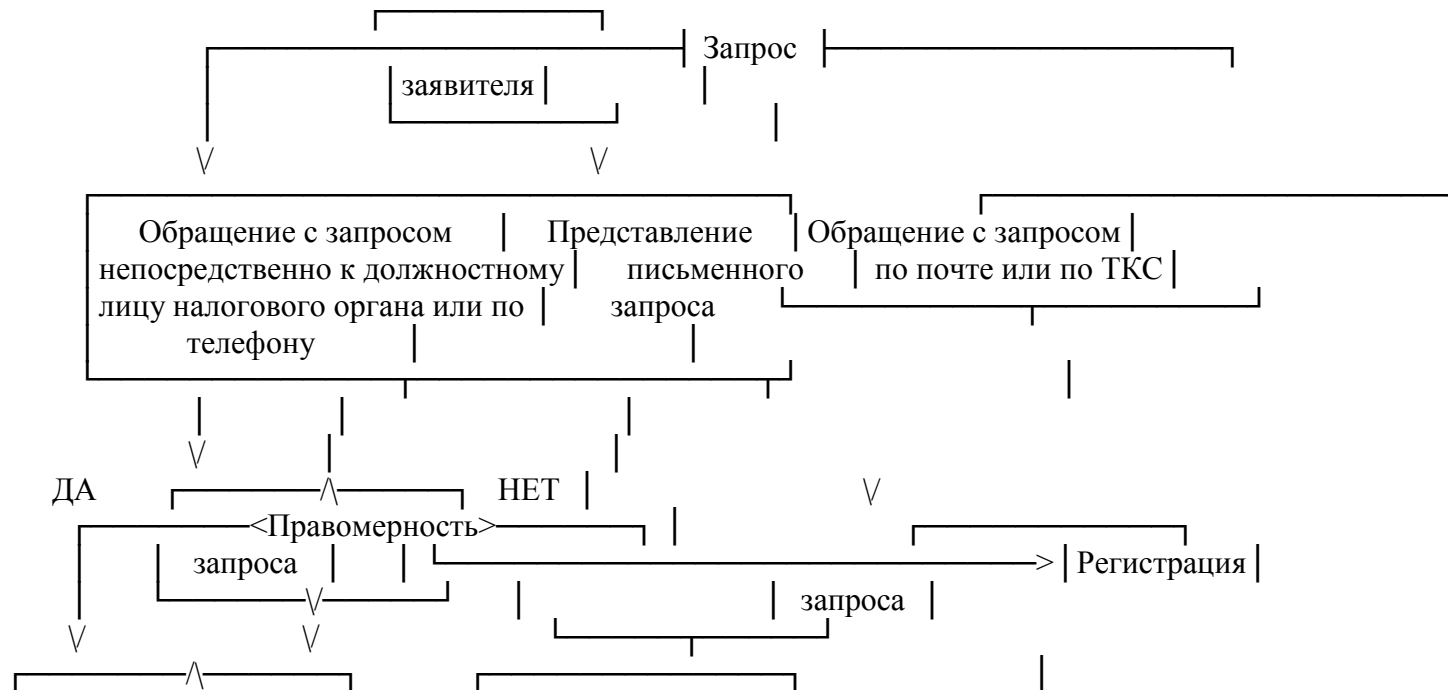 Запрос
заявителя
Обращение с запросом Представление Обращение с запросом
непосредственно к должностному письменного по почте или по ТКС
лицу налогового органа или по запроса
телефону
ДА НЕТ
<Правомерность>
запроса > Регистрация
запроса